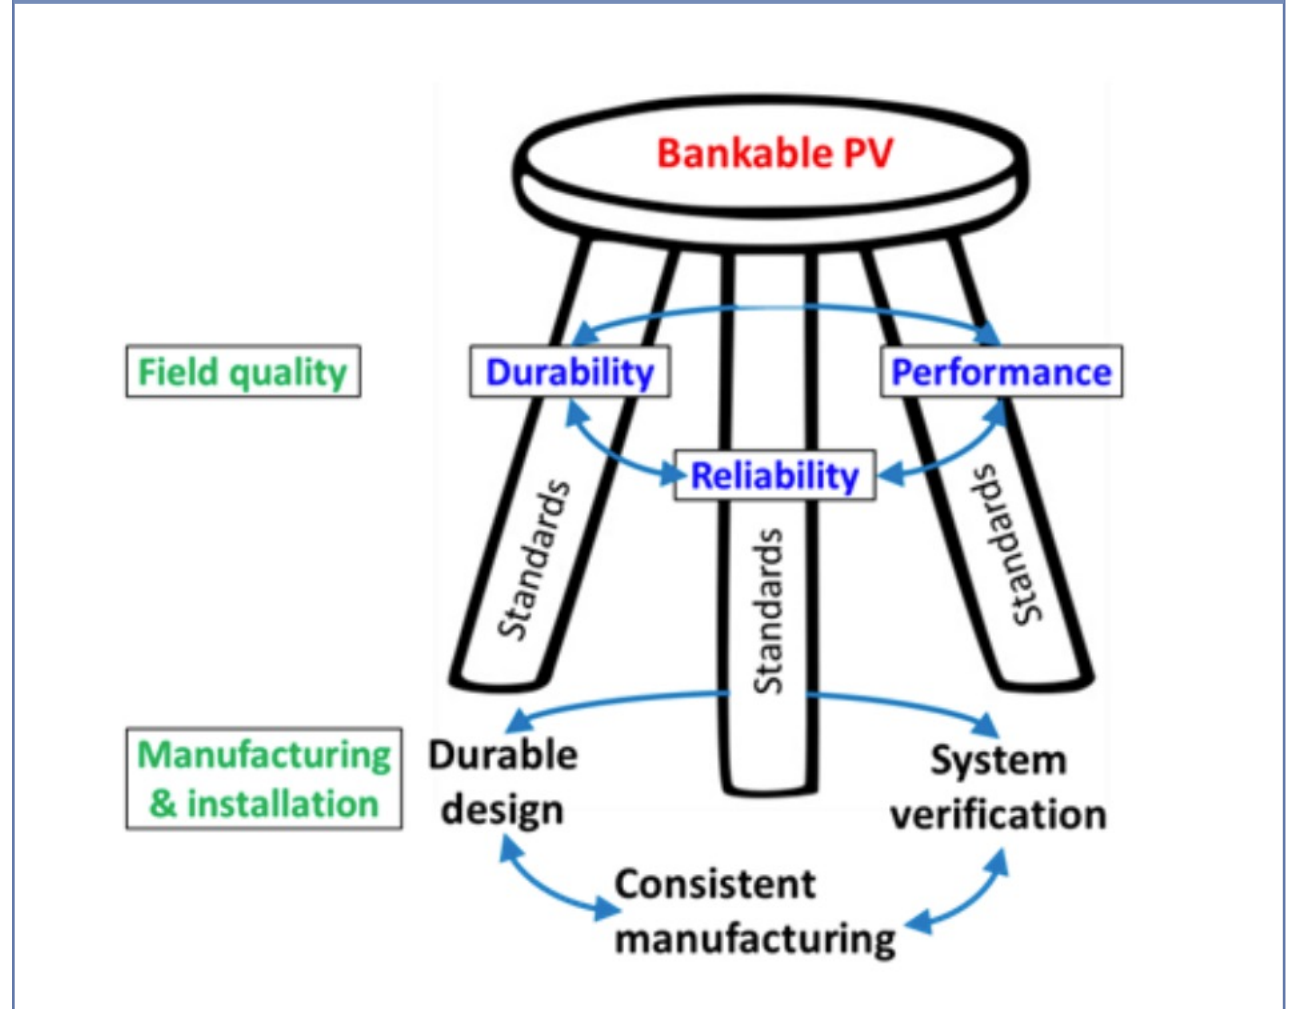 Bankable PV
Field quality
Durability
Performance
Reliability
Standards
Standards
Standards
Manufacturing
& installation
Durable
design
System
verification
Consistent
manufacturing